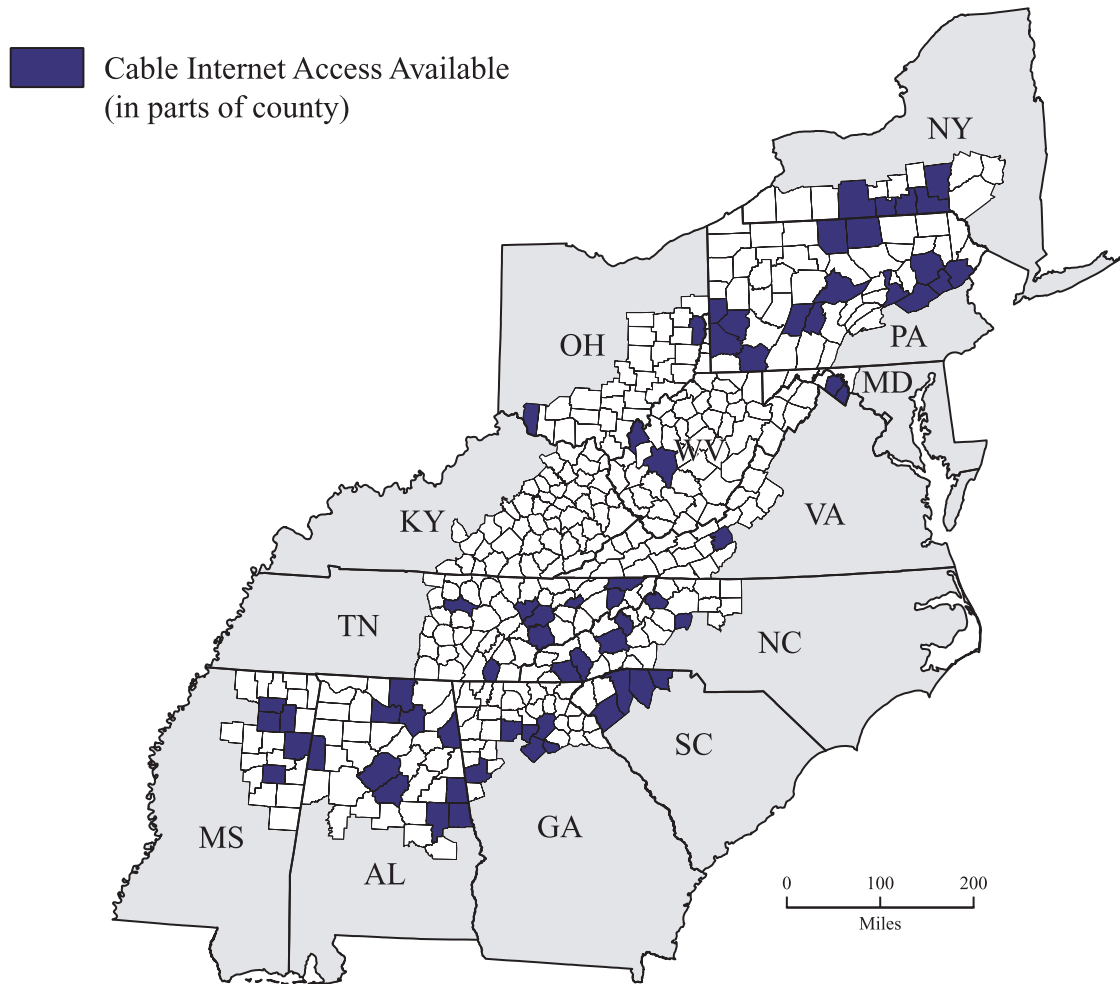 Cable Internet Access Available
(in parts of county)
NY
PA
OH
MD
WV
VA
KY
TN
NC
SC
GA
MS
AL
0 100 200
Miles